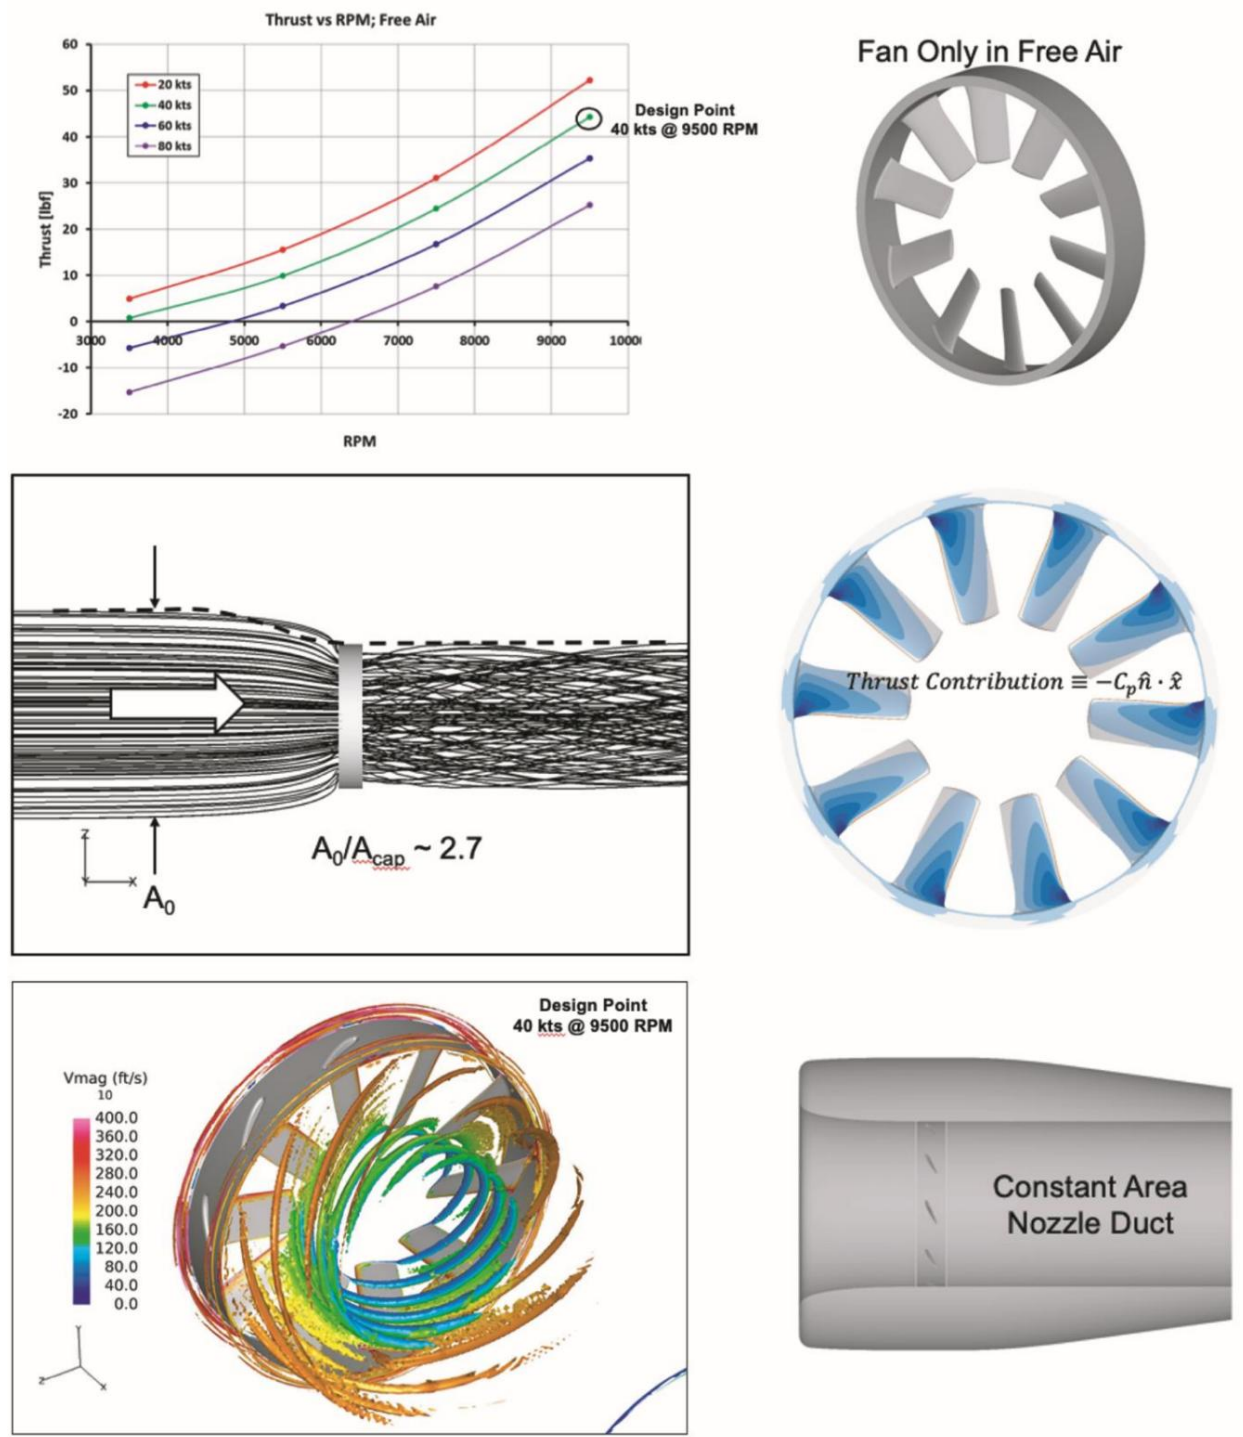 Thrust vs RPM; Free Air
60
50
40
30
20
10
0
-10
-20
Thrust [lbf]
20 kts
40 kts
60 kts
80 kts
Design Point
40 kts @ 9500 RPM
3000 4000 5000 6000 7000 8000 9000 1000
RPM
Fan Only in Free Air
A₀/A_cap ~ 2.7
Z
Y X
A₀
Thrust Contribution ≡ −Cₚn̂ · x̂
Design Point
40 kts @ 9500 RPM
Vmag (ft/s)
10
400.0
360.0
320.0
280.0
240.0
200.0
160.0
120.0
80.0
40.0
0.0
Y
Z X
Constant Area
Nozzle Duct